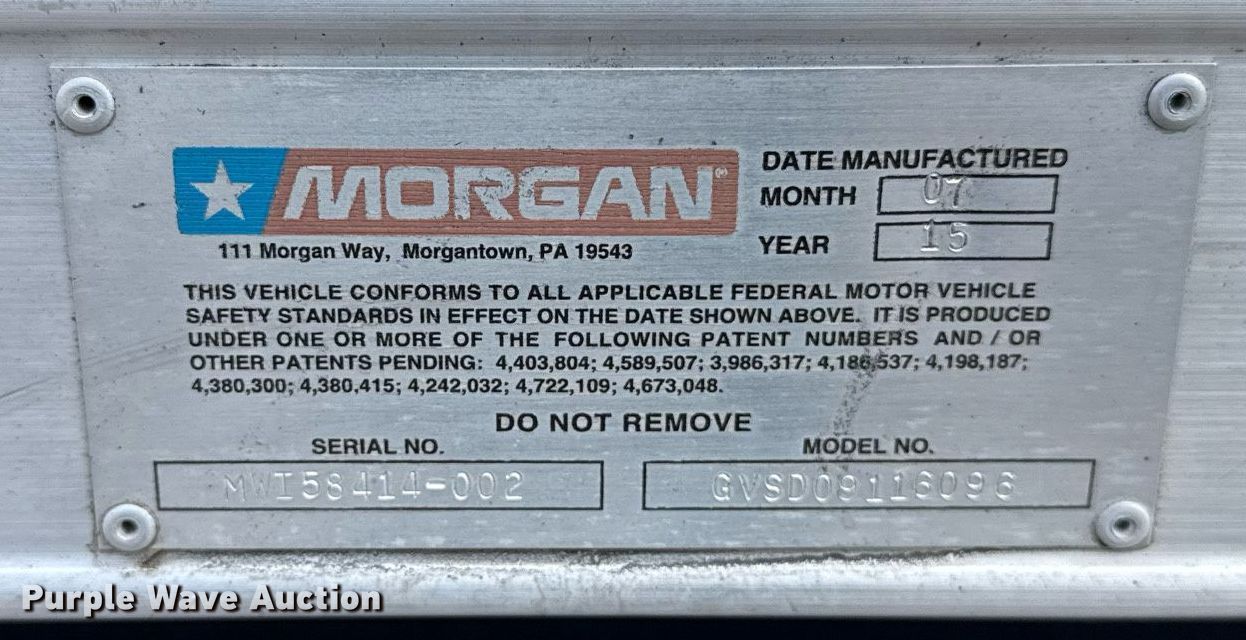 MORGAN®
111 Morgan Way, Morgantown, PA 19543
DATE MANUFACTURED
MONTH 07
YEAR 15
THIS VEHICLE CONFORMS TO ALL APPLICABLE FEDERAL MOTOR VEHICLE
SAFETY STANDARDS IN EFFECT ON THE DATE SHOWN ABOVE. IT IS PRODUCED
UNDER ONE OR MORE OF THE FOLLOWING PATENT NUMBERS AND / OR
OTHER PATENTS PENDING: 4,403,804; 4,589,507; 3,986,317; 4,186,537; 4,198,187;
4,380,300; 4,380,415; 4,242,032; 4,722,109; 4,673,048.
DO NOT REMOVE
SERIAL NO. MODEL NO.
MWI58414-002 GVSD09116096
Purple Wave Auction